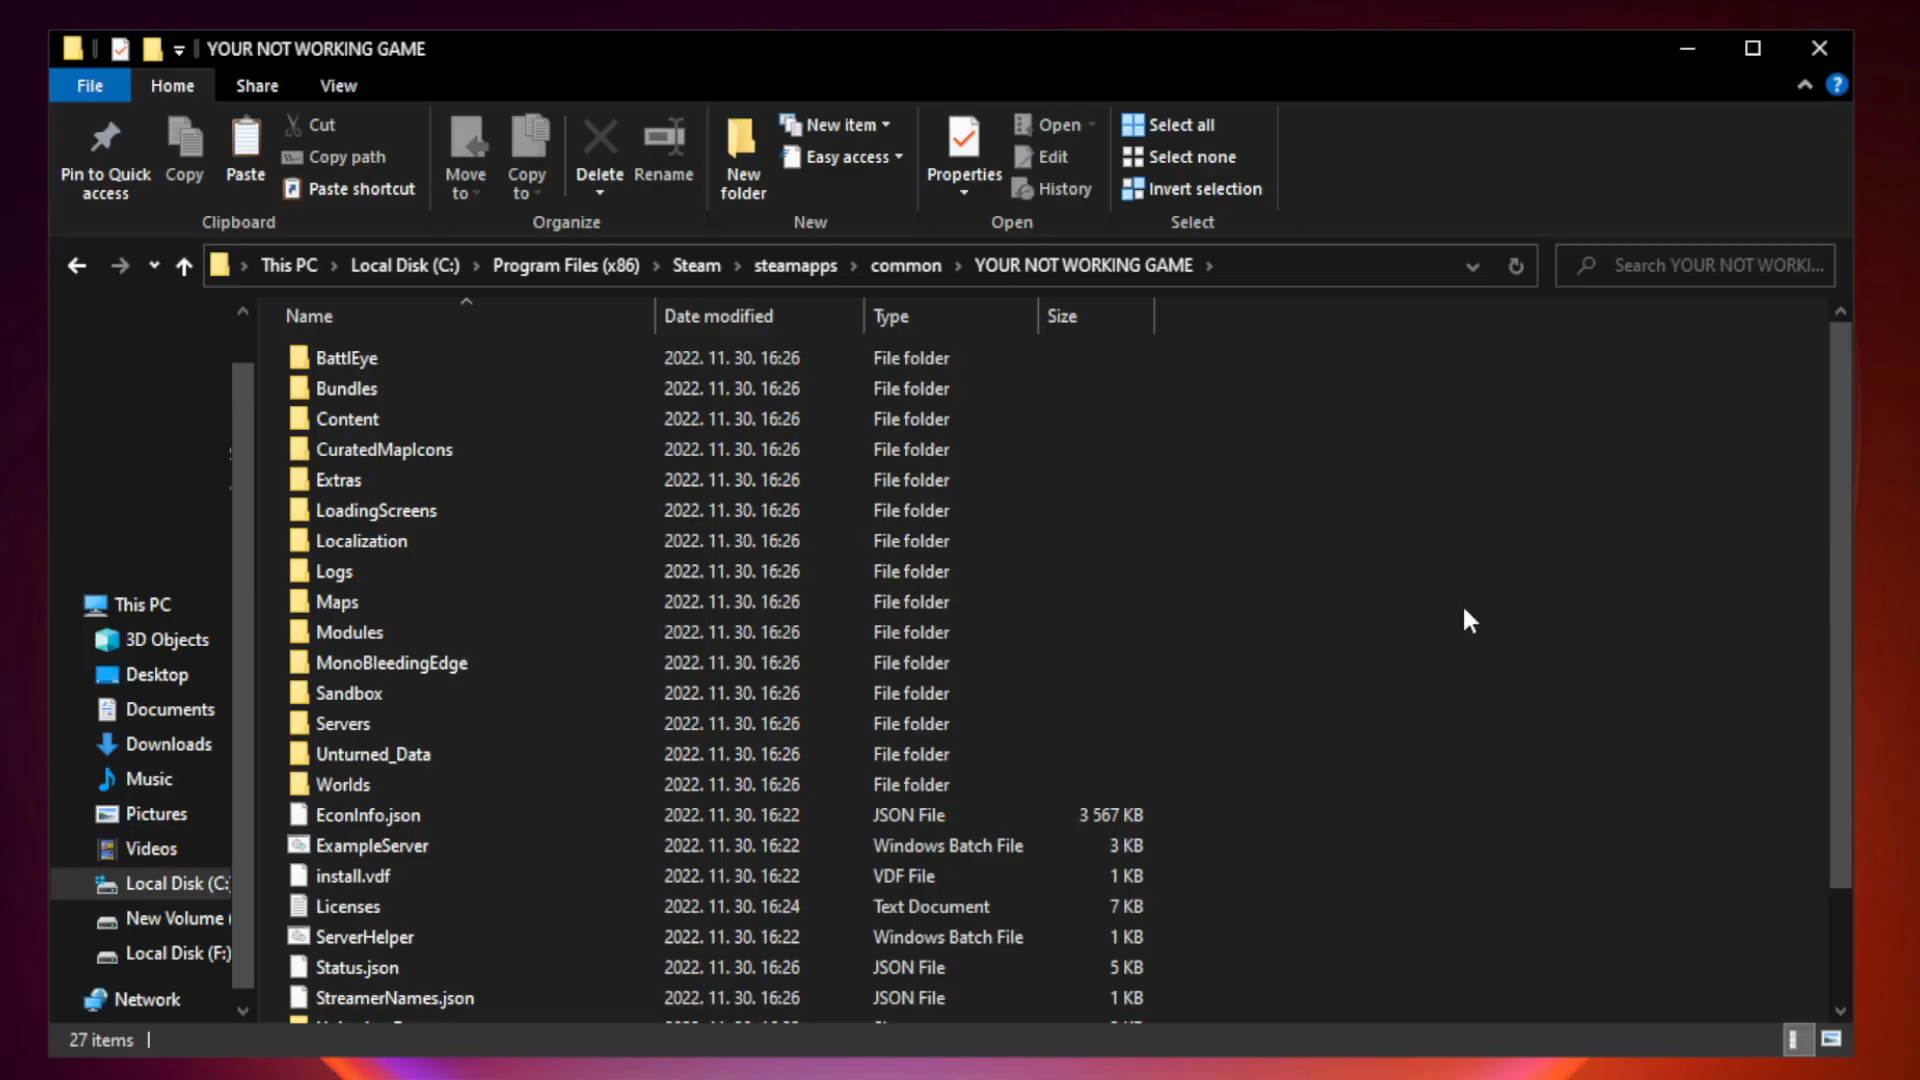 YOUR NOT WORKING GAME
File Home Share View
Pin to Quick access
Copy
Paste
Cut
Copy path
Paste shortcut
Clipboard
Move to
Copy to
Delete
Rename
Organize
New folder
New item
Easy access
New
Properties
Open
Edit
History
Open
Select all
Select none
Invert selection
Select
This PC > Local Disk (C:) > Program Files (x86) > Steam > steamapps > common > YOUR NOT WORKING GAME >
Search YOUR NOT WORKI...
This PC
3D Objects
Desktop
Documents
Downloads
Music
Pictures
Videos
Local Disk (C:
New Volume (
Local Disk (F:)
Network
Name Date modified Type Size
BattlEye 2022. 11. 30. 16:26 File folder
Bundles 2022. 11. 30. 16:26 File folder
Content 2022. 11. 30. 16:26 File folder
CuratedMapIcons 2022. 11. 30. 16:26 File folder
Extras 2022. 11. 30. 16:26 File folder
LoadingScreens 2022. 11. 30. 16:26 File folder
Localization 2022. 11. 30. 16:26 File folder
Logs 2022. 11. 30. 16:26 File folder
Maps 2022. 11. 30. 16:26 File folder
Modules 2022. 11. 30. 16:26 File folder
MonoBleedingEdge 2022. 11. 30. 16:26 File folder
Sandbox 2022. 11. 30. 16:26 File folder
Servers 2022. 11. 30. 16:26 File folder
Unturned_Data 2022. 11. 30. 16:26 File folder
Worlds 2022. 11. 30. 16:26 File folder
EconInfo.json 2022. 11. 30. 16:22 JSON File 3 567 KB
ExampleServer 2022. 11. 30. 16:22 Windows Batch File 3 KB
install.vdf 2022. 11. 30. 16:22 VDF File 1 KB
Licenses 2022. 11. 30. 16:24 Text Document 7 KB
ServerHelper 2022. 11. 30. 16:22 Windows Batch File 1 KB
Status.json 2022. 11. 30. 16:26 JSON File 5 KB
StreamerNames.json 2022. 11. 30. 16:26 JSON File 1 KB
27 items